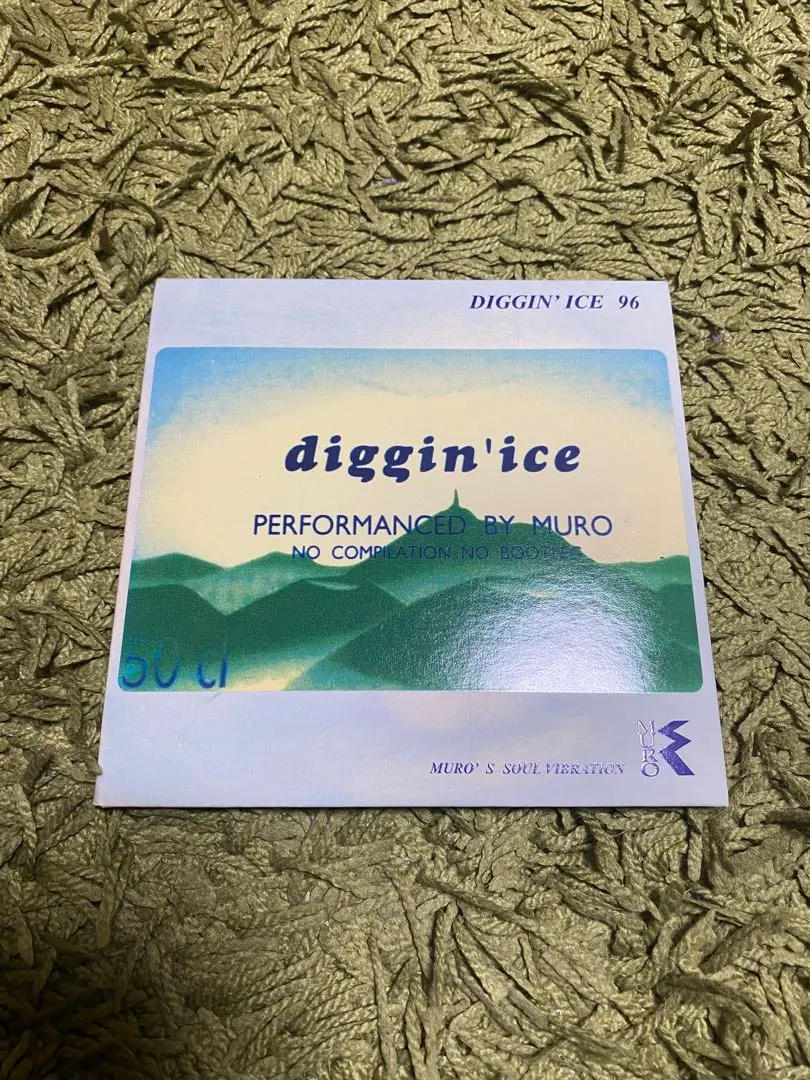 DIGGIN' ICE 96
diggin'ice
PERFORMANCED BY MURO
NO COMPILATION, NO BOOTLEG
50 cl
MURO' S SOUL VIBRATION
MURO